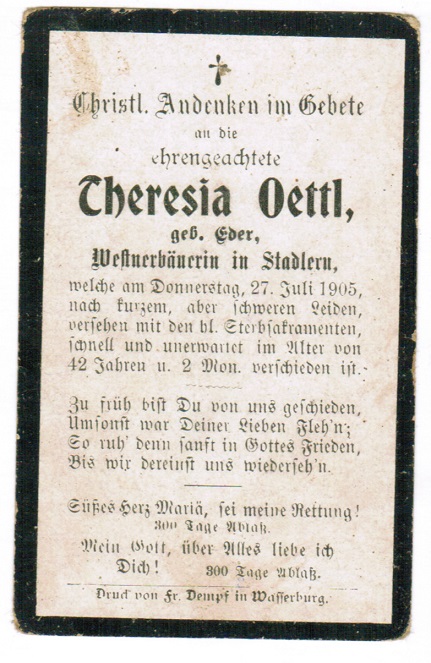 Christl. Andenken im Gebete
an die
ehrengeachtete
Theresia Oettl,
geb. Eder,
Westnerbäuerin in Stadlern,
welche am Donnerstag, 27. Juli 1905,
nach kurzem, aber schweren Leiden,
versehen mit den hl. Sterbsakramenten,
schnell und unerwartet im Alter von
42 Jahren u. 2 Mon. verschieden ist.
Zu früh bist Du von uns geschieden,
Umsonst war Deiner Lieben Fleh'n;
So ruh' denn sanft in Gottes Frieden,
Bis wir dereinst uns wiederseh'n.
Süßes Herz Mariä, sei meine Rettung!
300 Tage Ablaß.
Mein Gott, über Alles liebe ich
Dich! 300 Tage Ablaß.
Druck von Fr. Dempf in Wasserburg.